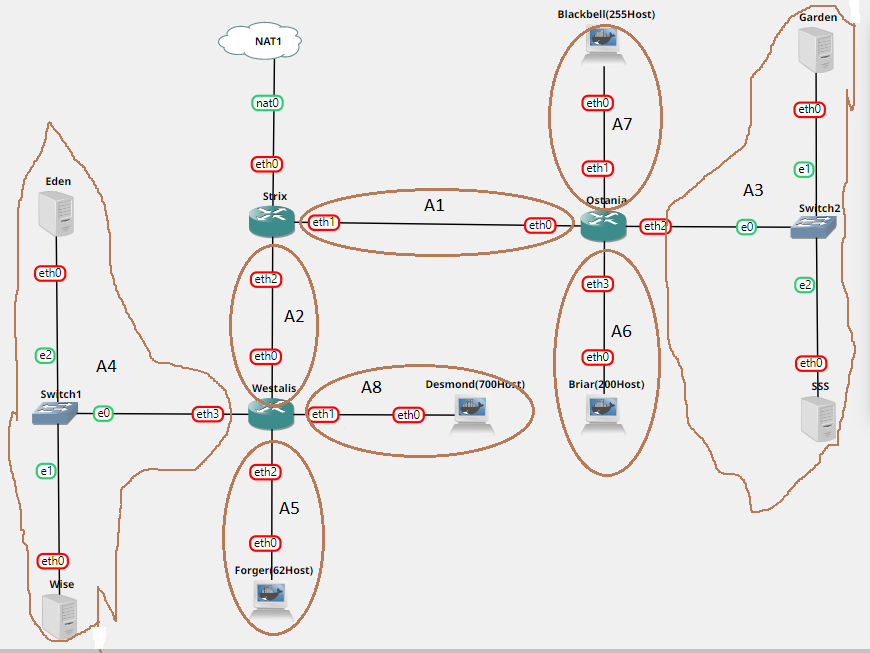 Blackbell(255Host)
Garden
NAT1
nat0
eth0
eth0
eth0
A7
e1
eth1
eth0
Eden
A3
Strix
Ostania
Switch2
A1
eth1
eth0
eth2
e0
eth0
eth2
eth3
e2
A2
A6
e2
eth0
eth0
eth0
A4
Westalis
A8
Desmond(700Host)
Briar(200Host)
SSS
Switch1
e0
eth3
eth1
eth0
e1
eth2
A5
eth0
eth0
Forger(62Host)
Wise